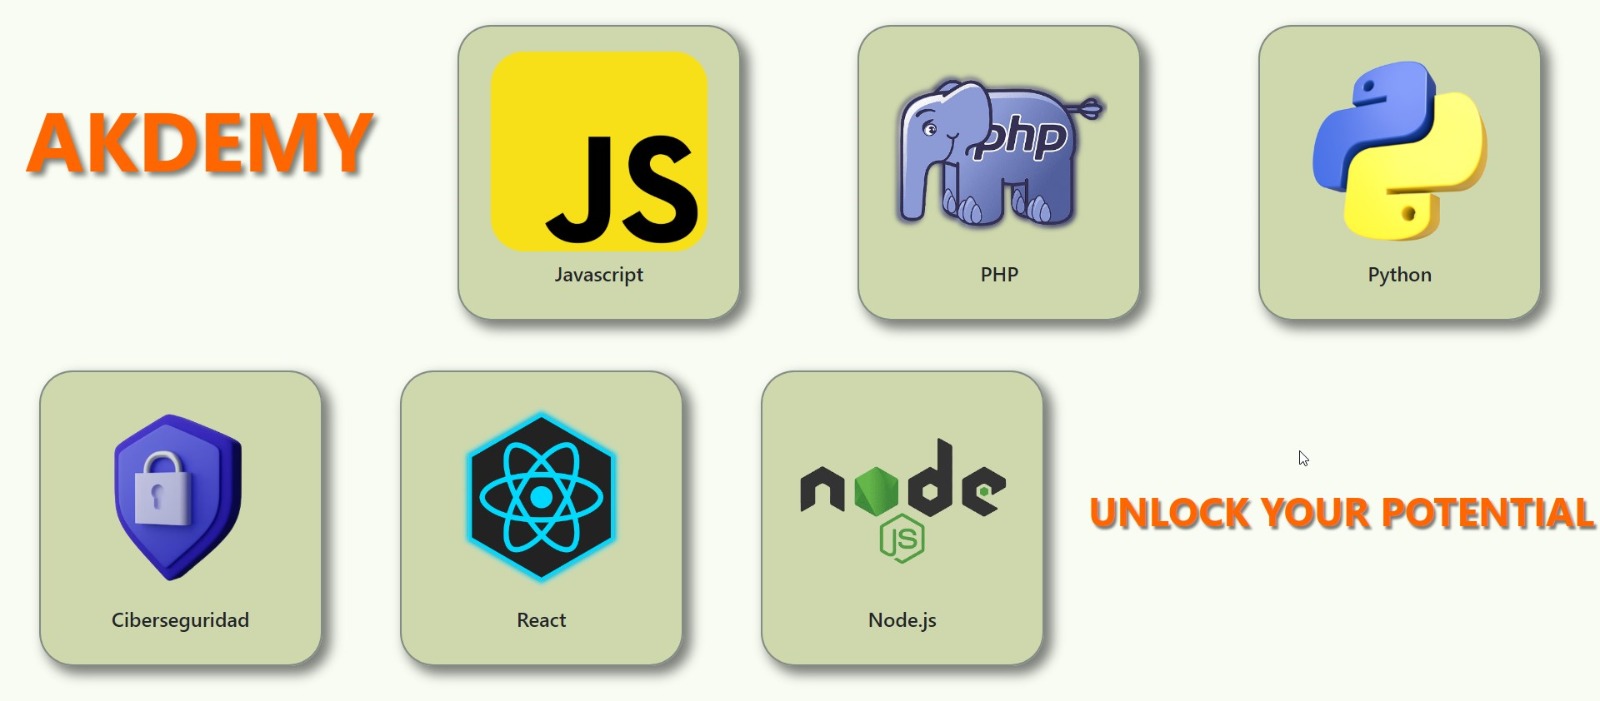 AKDEMY
JS
Javascript
php
PHP
Python
Ciberseguridad
React
node
JS
Node.js
UNLOCK YOUR POTENTIAL